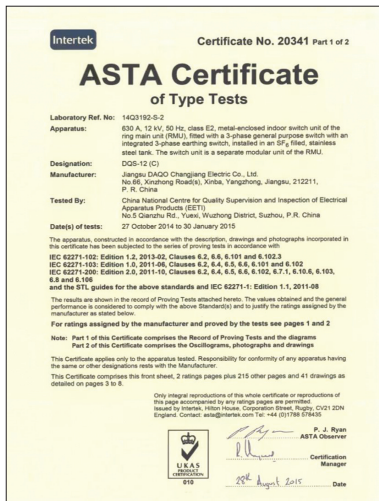 Intertek
Certificate No. 20341 Part 1 of 2
ASTA Certificate
of Type Tests
Laboratory Ref. No: 14Q3192-S-2
Apparatus: 630 A, 12 kV, 50 Hz, class E2, metal-enclosed indoor switch unit of the
ring main unit (RMU), fitted with a 3-phase general purpose switch with an
integrated 3-phase earthing switch, installed in an SF6 filled, stainless
steel tank. The switch unit is a separate modular unit of the RMU.
Designation: DQS-12 (C)
Manufacturer: Jiangsu DAQO Changjiang Electric Co., Ltd.
No.66, Xinzhong Road(s), Xinba, Yangzhong, Jiangsu, 212211,
P. R. China
Tested By: China National Centre for Quality Supervision and Inspection of Electrical
Apparatus Products (EETI)
No.5 Qianzhu Rd., Yuexi, Wuzhong District, Suzhou, P.R. China
Date(s) of tests: 27 October 2014 to 30 January 2015
The apparatus, constructed in accordance with the description, drawings and photographs incorporated in
this certificate has been subjected to the series of proving tests in accordance with
IEC 62271-102: Edition 1.2, 2013-02, Clauses 6.2, 6.6, 6.101 and 6.102.3
IEC 62271-103: Edition 1.0, 2011-06, Clauses 6.2, 6.4, 6.5, 6.6, 6.101 and 6.102
IEC 62271-200: Edition 2.0, 2011-10, Clauses 6.2, 6.4, 6.5, 6.6, 6.102, 6.7.1, 6.10.6, 6.103,
6.8 and 6.106
and the STL guides for the above standards and IEC 62271-1: Edition 1.1, 2011-08
The results are shown in the record of Proving Tests attached hereto. The values obtained and the general
performance is considered to comply with the above Standard(s) and to justify the ratings assigned by the
manufacturer as stated below.
For ratings assigned by the manufacturer and proved by the tests see pages 1 and 2
Note: Part 1 of this Certificate comprises the Record of Proving Tests and the diagrams
Part 2 of this Certificate comprises the Oscillograms, photographs and drawings
This Certificate applies only to the apparatus tested. Responsibility for conformity of any apparatus having
the same or other designations rests with the Manufacturer.
This Certificate comprises this front sheet, 2 ratings pages plus 215 other pages and 41 drawings as
detailed on pages 3 to 8.
Only integral reproductions of this whole certificate or reproductions of
this page accompanied by any ratings pages are permitted.
Issued by Intertek, Hilton House, Corporation Street, Rugby, CV21 2DN
England. Contact: asta@intertek.com Tel: +44 (0)1788 578435
P. J. Ryan
ASTA Observer
Certification
Manager
28th August 2015 Date
UKAS
PRODUCT
CERTIFICATION
010